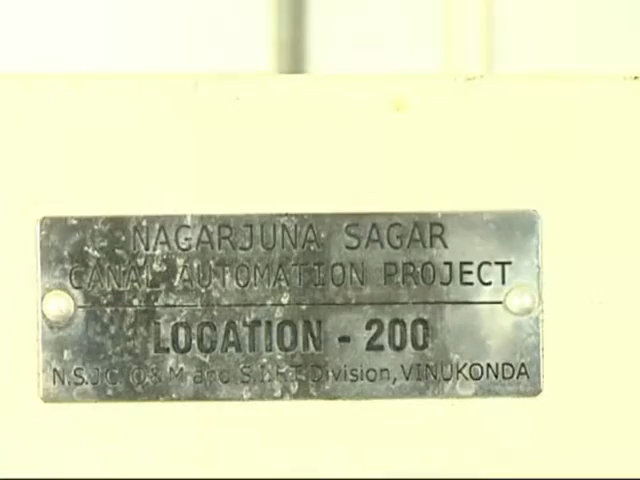 NAGARJUNA SAGAR
CANAL AUTOMATION PROJECT
LOCATION - 200
N.S.J.C O&M and Division, VINUKONDA